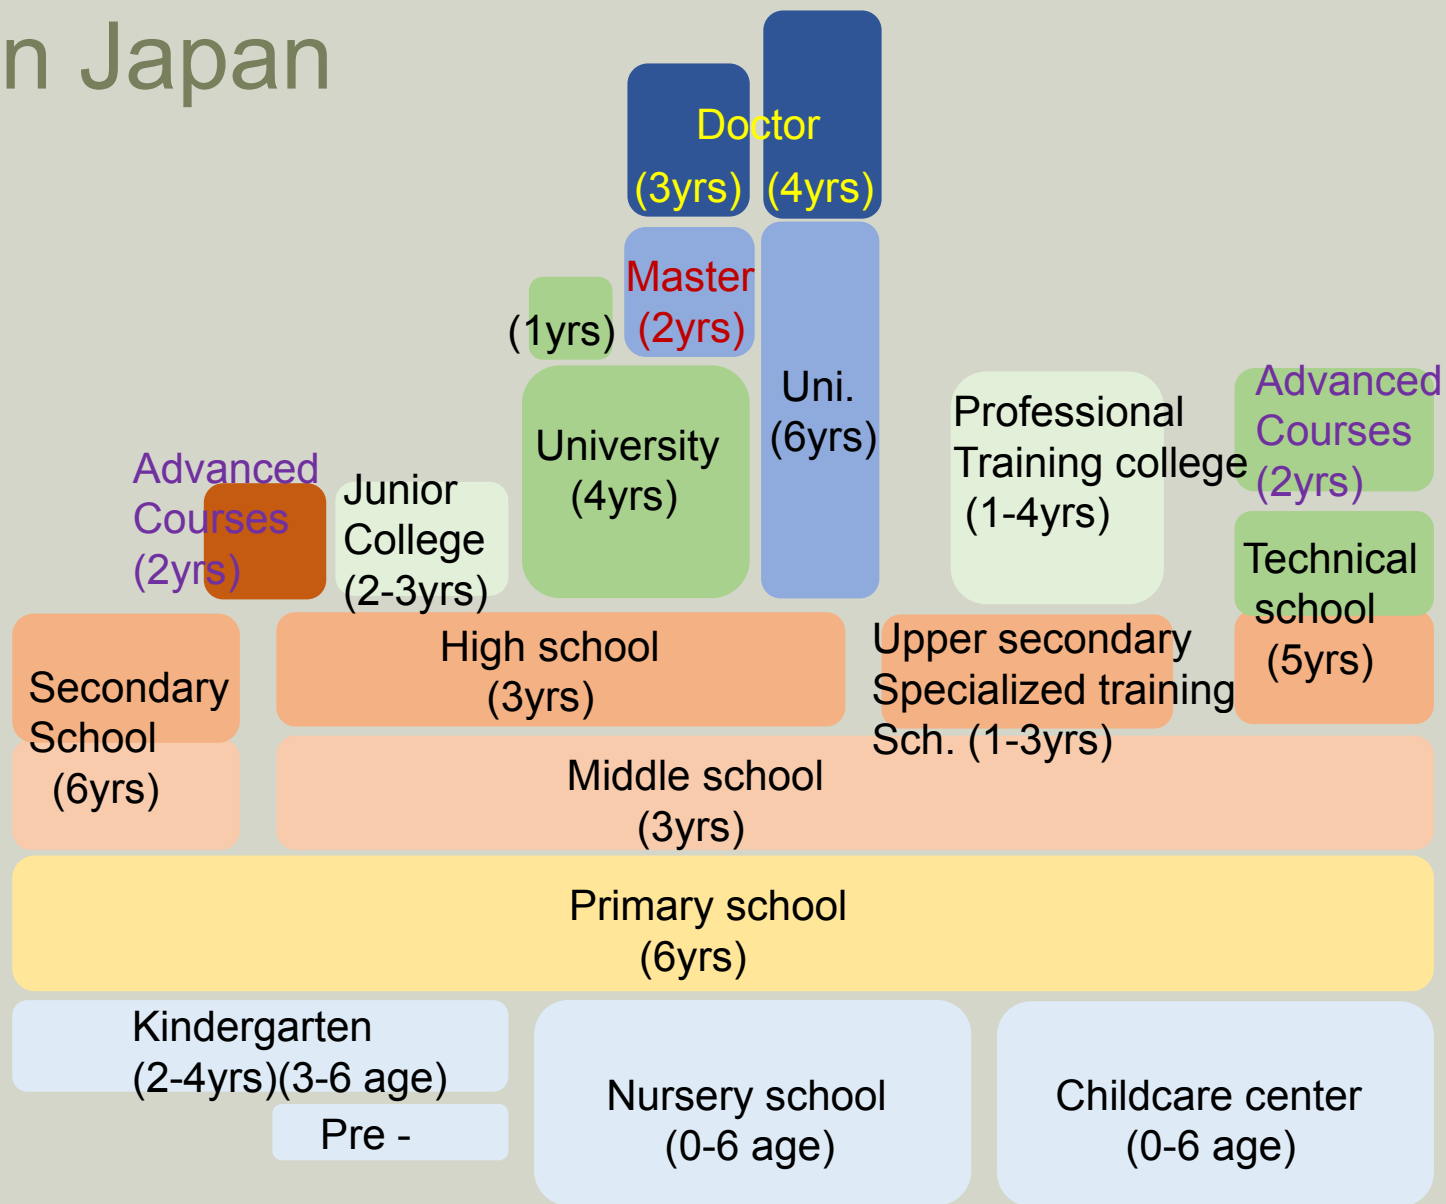 n Japan
Doctor
(3yrs) (4yrs)
Master
(2yrs)
(1yrs)
Uni.
(6yrs)
University
(4yrs)
Professional
Training college
(1-4yrs)
Advanced
Courses
(2yrs)
Advanced
Courses
(2yrs)
Junior
College
(2-3yrs)
Technical
school
(5yrs)
Secondary
School
(6yrs)
High school
(3yrs)
Upper secondary
Specialized training
Sch. (1-3yrs)
Middle school
(3yrs)
Primary school
(6yrs)
Kindergarten
(2-4yrs)(3-6 age)
Pre -
Nursery school
(0-6 age)
Childcare center
(0-6 age)